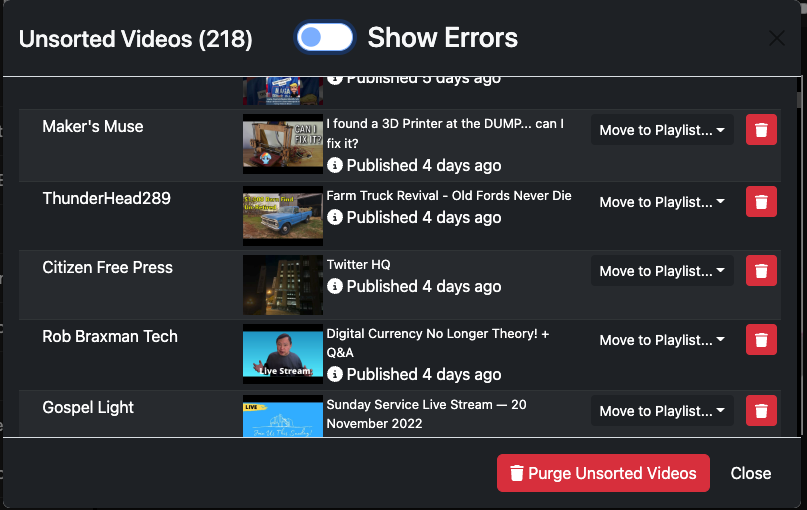 Unsorted Videos (218)
Show Errors
Published 5 days ago
Maker's Muse
CAN I
FIX IT?
I found a 3D Printer at the DUMP... can I
fix it?
Published 4 days ago
Move to Playlist...
ThunderHead289
Farm Truck Revival - Old Fords Never Die
Published 4 days ago
Move to Playlist...
Citizen Free Press
Twitter HQ
Published 4 days ago
Move to Playlist...
Rob Braxman Tech
Live Stream
Digital Currency No Longer Theory! +
Q&A
Published 4 days ago
Move to Playlist...
Gospel Light
LIVE
Join Us This Sunday!
Sunday Service Live Stream — 20
November 2022
Move to Playlist...
Purge Unsorted Videos
Close